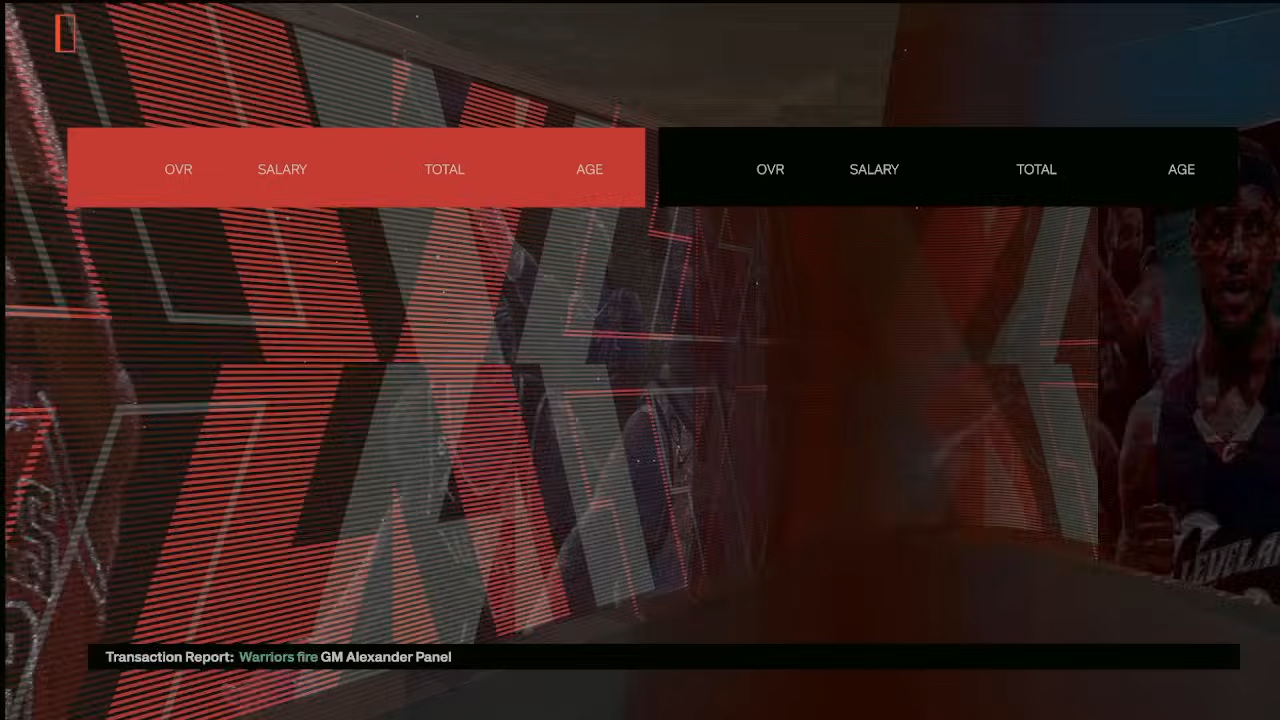 OVR SALARY TOTAL AGE OVR SALARY TOTAL AGE
Transaction Report: Warriors fire GM Alexander Panel